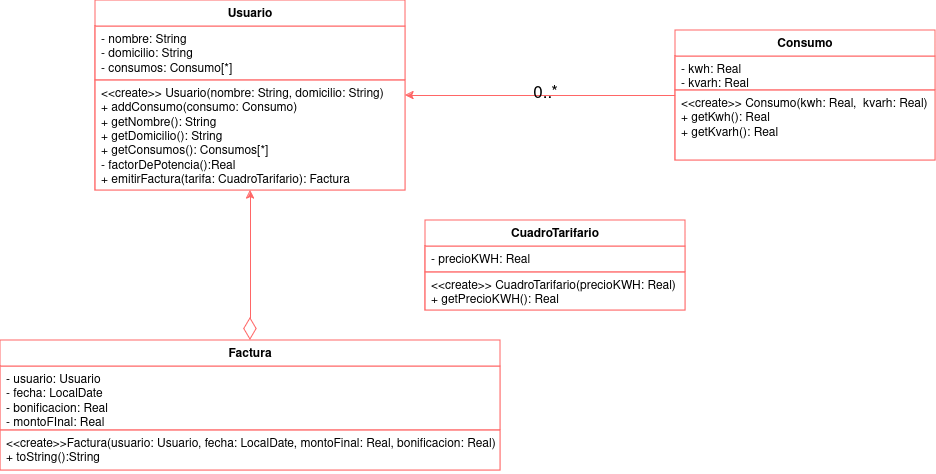 Usuario
- nombre: String
- domicilio: String
- consumos: Consumo[*]
<<create>> Usuario(nombre: String, domicilio: String)
+ addConsumo(consumo: Consumo)
+ getNombre(): String
+ getDomicilio(): String
+ getConsumos(): Consumos[*]
- factorDePotencia():Real
+ emitirFactura(tarifa: CuadroTarifario): Factura
0..*
Consumo
- kwh: Real
- kvarh: Real
<<create>> Consumo(kwh: Real,  kvarh: Real)
+ getKwh(): Real
+ getKvarh(): Real
CuadroTarifario
- precioKWH: Real
<<create>> CuadroTarifario(precioKWH: Real)
+ getPrecioKWH(): Real
Factura
- usuario: Usuario
- fecha: LocalDate
- bonificacion: Real
- montoFInal: Real
<<create>>Factura(usuario: Usuario, fecha: LocalDate, montoFinal: Real, bonificacion: Real)
+ toString():String